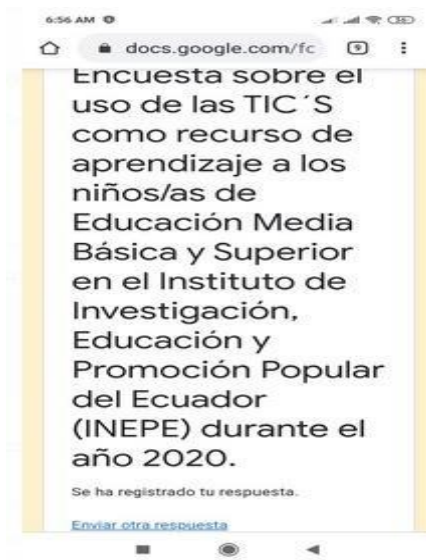 6:56 AM
docs.google.com/fc
Encuesta sobre el
uso de las TIC´S
como recurso de
aprendizaje a los
niños/as de
Educación Media
Básica y Superior
en el Instituto de
Investigación,
Educación y
Promoción Popular
del Ecuador
(INEPE) durante el
año 2020.
Se ha registrado tu respuesta.
Enviar otra respuesta